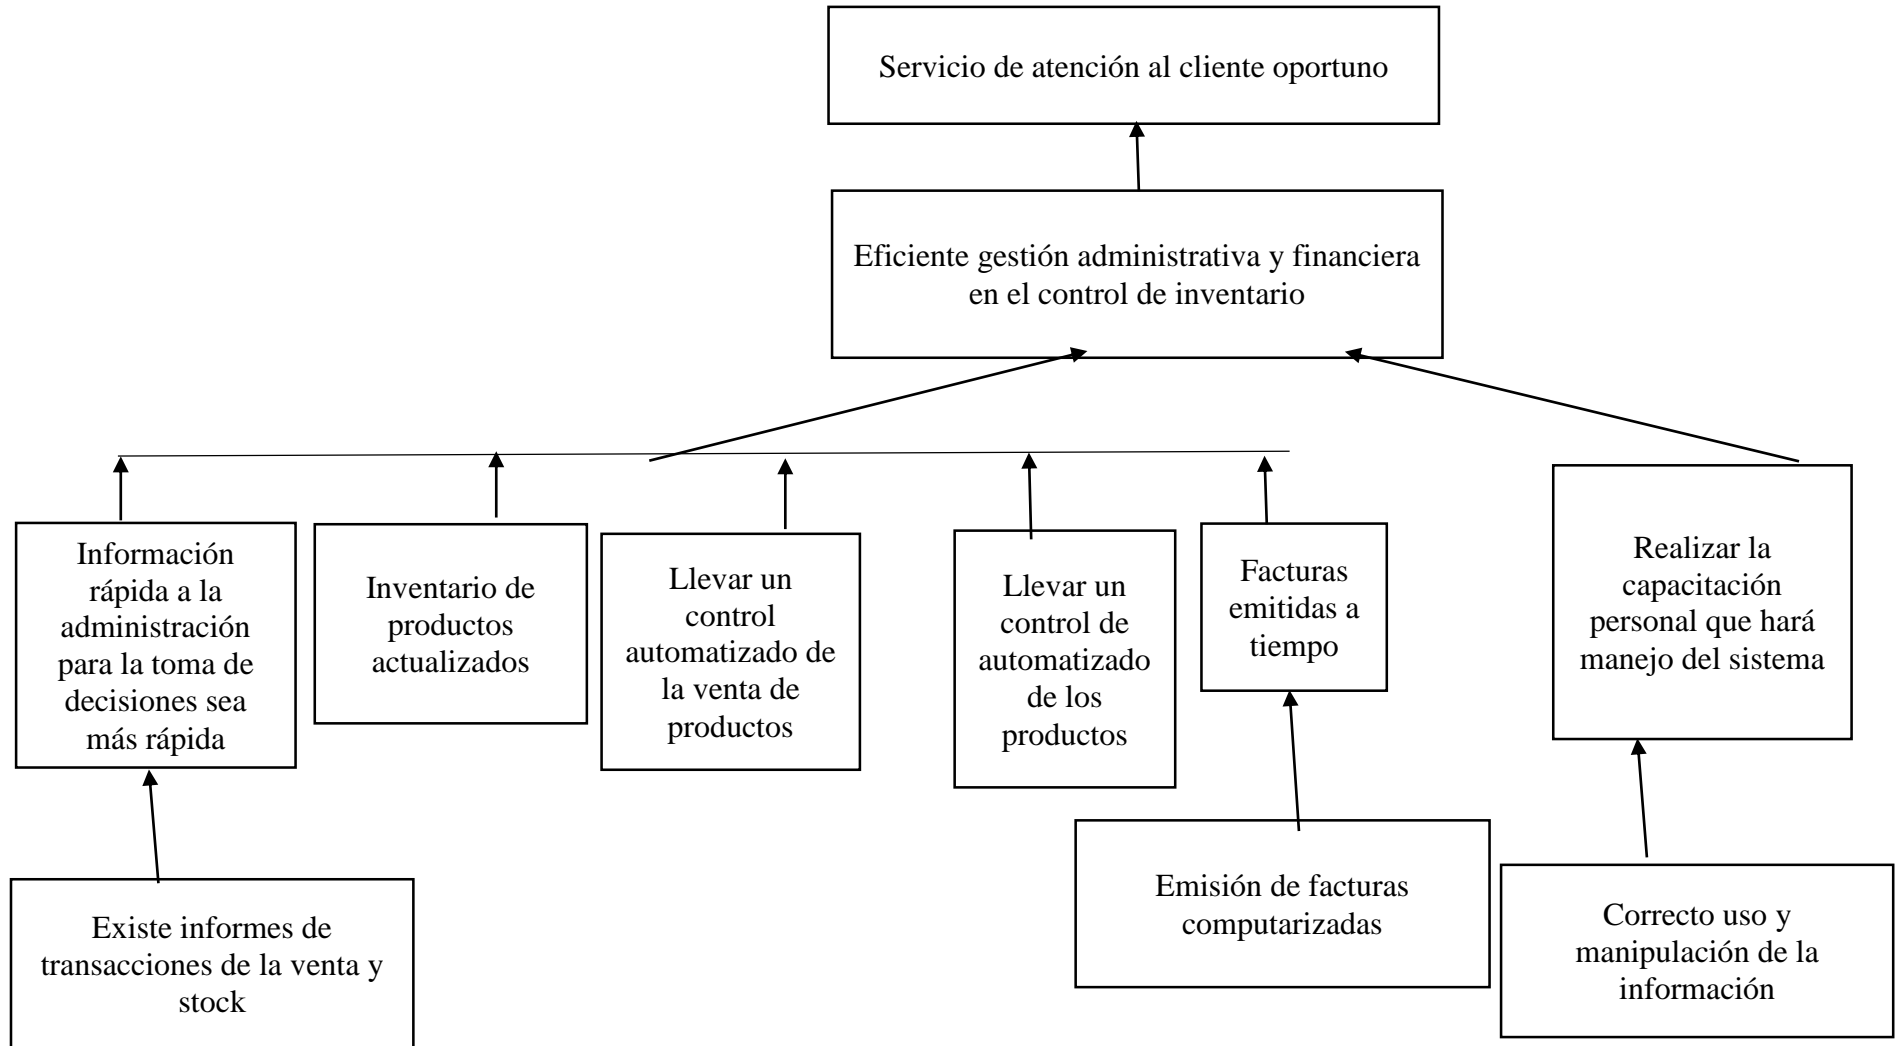 Servicio de atención al cliente oportuno
Eficiente gestión administrativa y financiera
en el control de inventario
Información
rápida a la
administración
para la toma de
decisiones sea
más rápida
Inventario de
productos
actualizados
Llevar un
control
automatizado de
la venta de
productos
Llevar un
control de
automatizado
de los
productos
Facturas
emitidas a
tiempo
Realizar la
capacitación
personal que hará
manejo del sistema
Existe informes de
transacciones de la venta y
stock
Emisión de facturas
computarizadas
Correcto uso y
manipulación de la
información